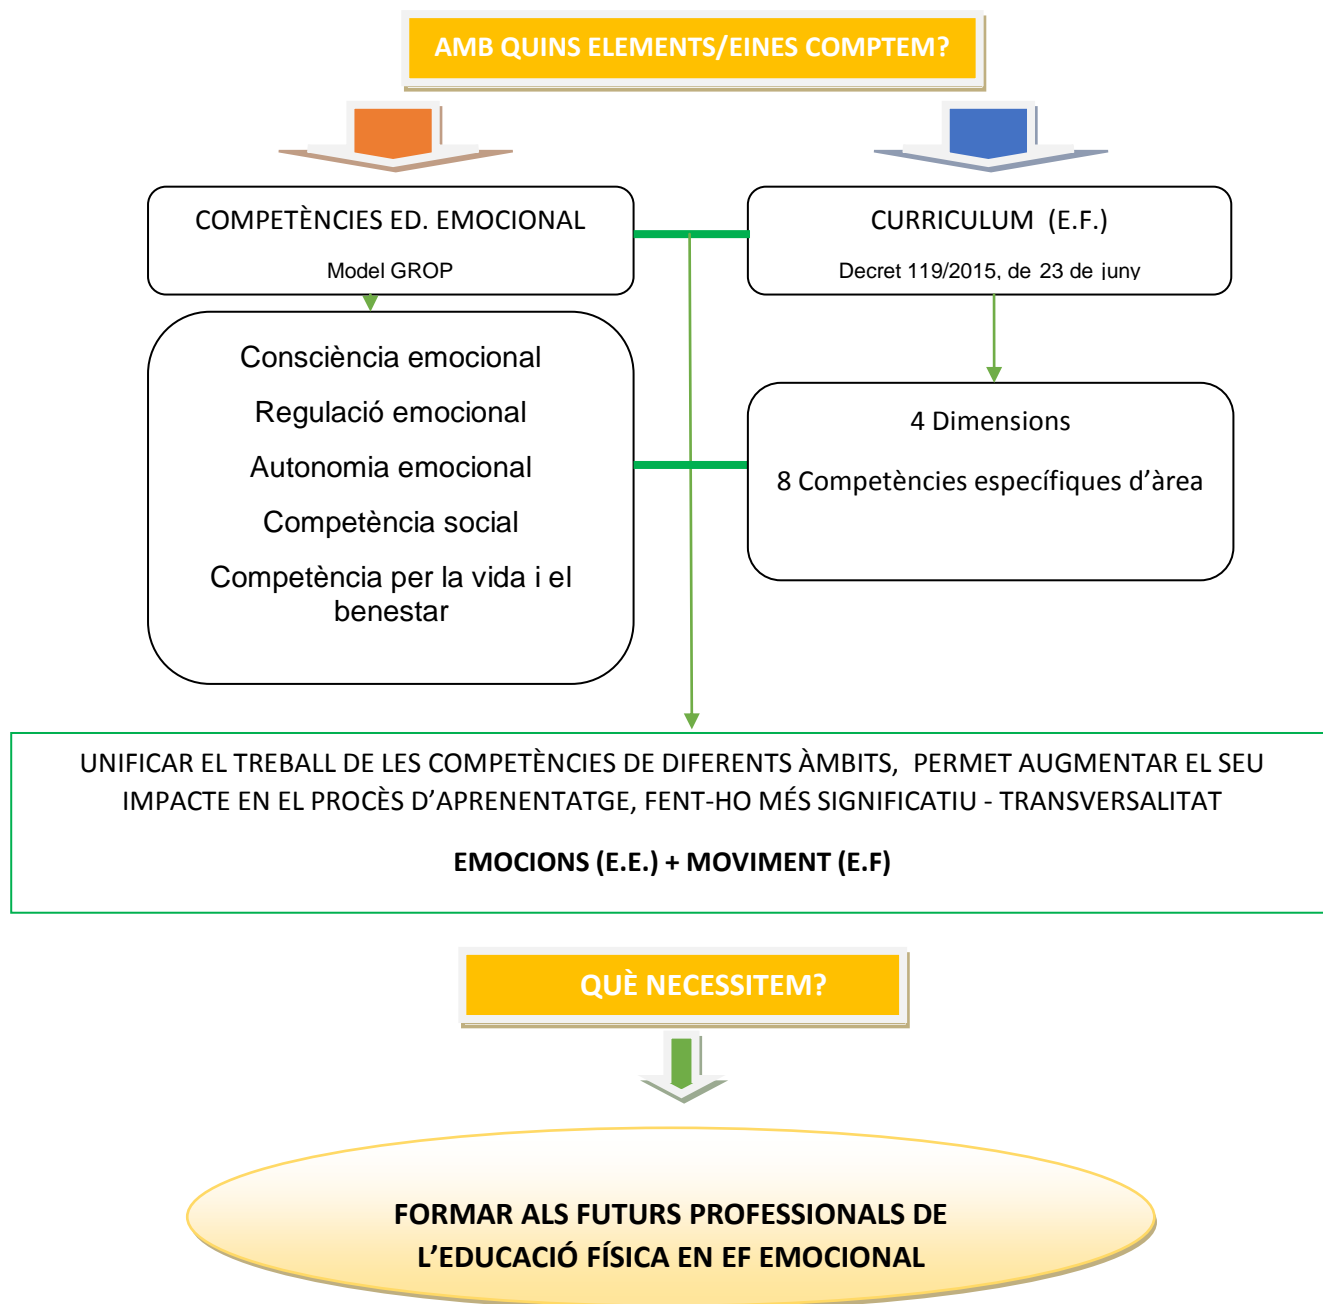 AMB QUINS ELEMENTS/EINES COMPTEM?
COMPETÈNCIES ED. EMOCIONAL
Model GROP
CURRICULUM (E.F.)
Decret 119/2015, de 23 de juny
Consciència emocional
Regulació emocional
Autonomia emocional
Competència social
Competència per la vida i el
benestar
4 Dimensions
8 Competències específiques d'àrea
UNIFICAR EL TREBALL DE LES COMPETÈNCIES DE DIFERENTS ÀMBITS, PERMET AUGMENTAR EL SEU
IMPACTE EN EL PROCÈS D'APRENENTATGE, FENT-HO MÉS SIGNIFICATIU - TRANSVERSALITAT
EMOCIONS (E.E.) + MOVIMENT (E.F)
QUÈ NECESSITEM?
FORMAR ALS FUTURS PROFESSIONALS DE
L'EDUCACIÓ FÍSICA EN EF EMOCIONAL